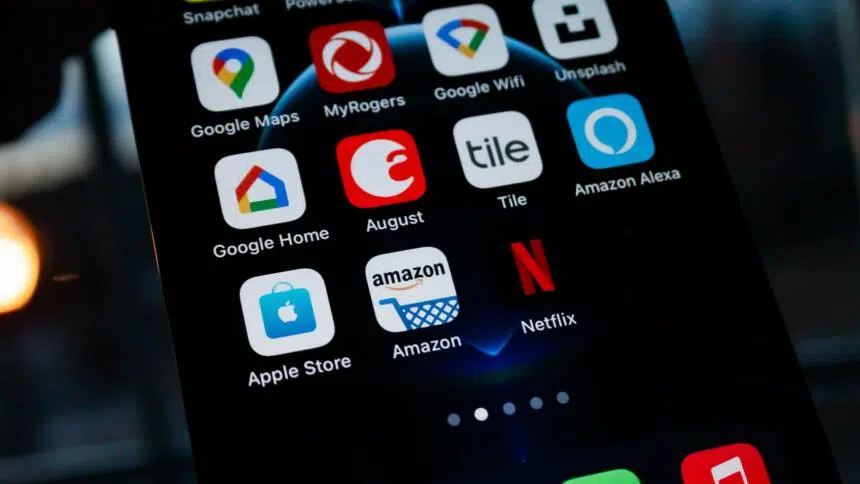 Snapchat
Google Maps
MyRogers
Google Wifi
Unsplash
tile
Google Home
August
Tile
Amazon Alexa
amazon
Apple Store
Amazon
Netflix